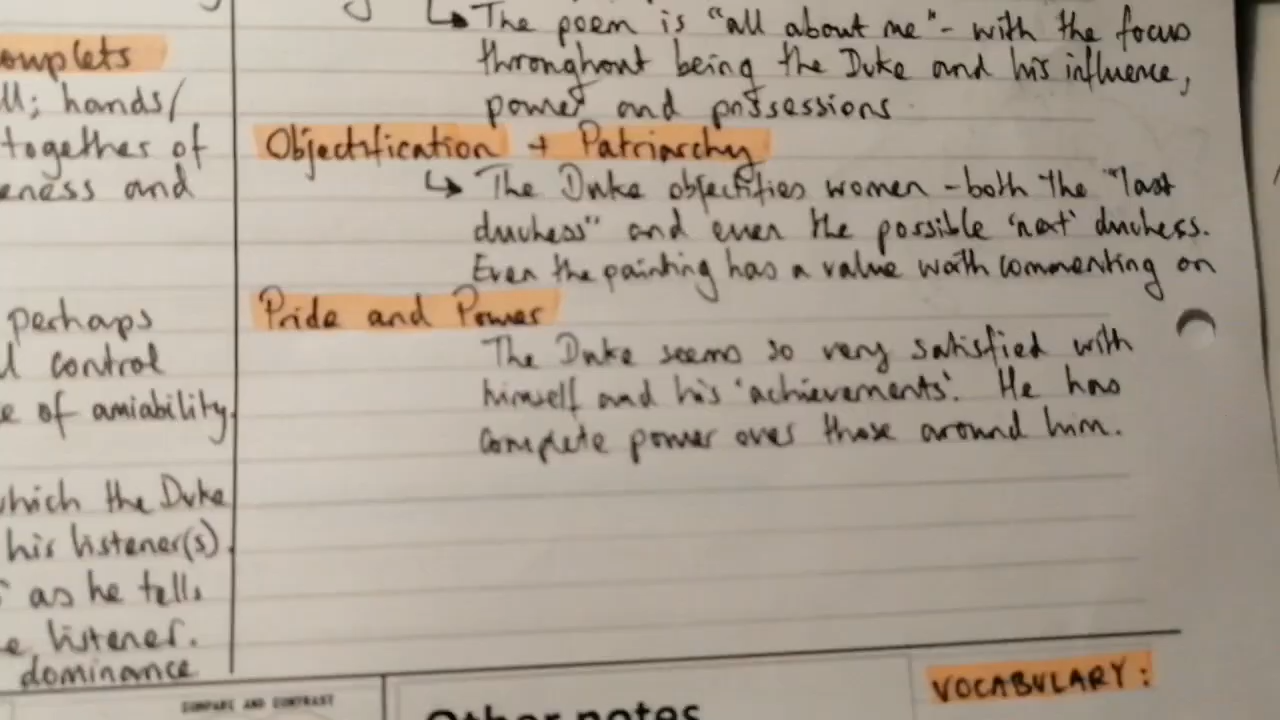 The poem is "all about me" - with the focus
throughout being the Duke and his influence,
power and possessions.
Objectification + Patriarchy
The Duke objectifies women - both the "last
duchess" and even the possible 'next' duchess.
Even the painting has a value worth commenting on
Pride and Power
The Duke seems so very satisfied with
himself and his 'achievements'. He has
complete power over those around him.
omplets
ll; hands/
together of
eness and
perhaps
l control
e of amiability.
which the Duke
his listener(s).
as he tells
e listener.
dominance
COMPARE AND CONTRAST
Other notes
VOCABULARY: